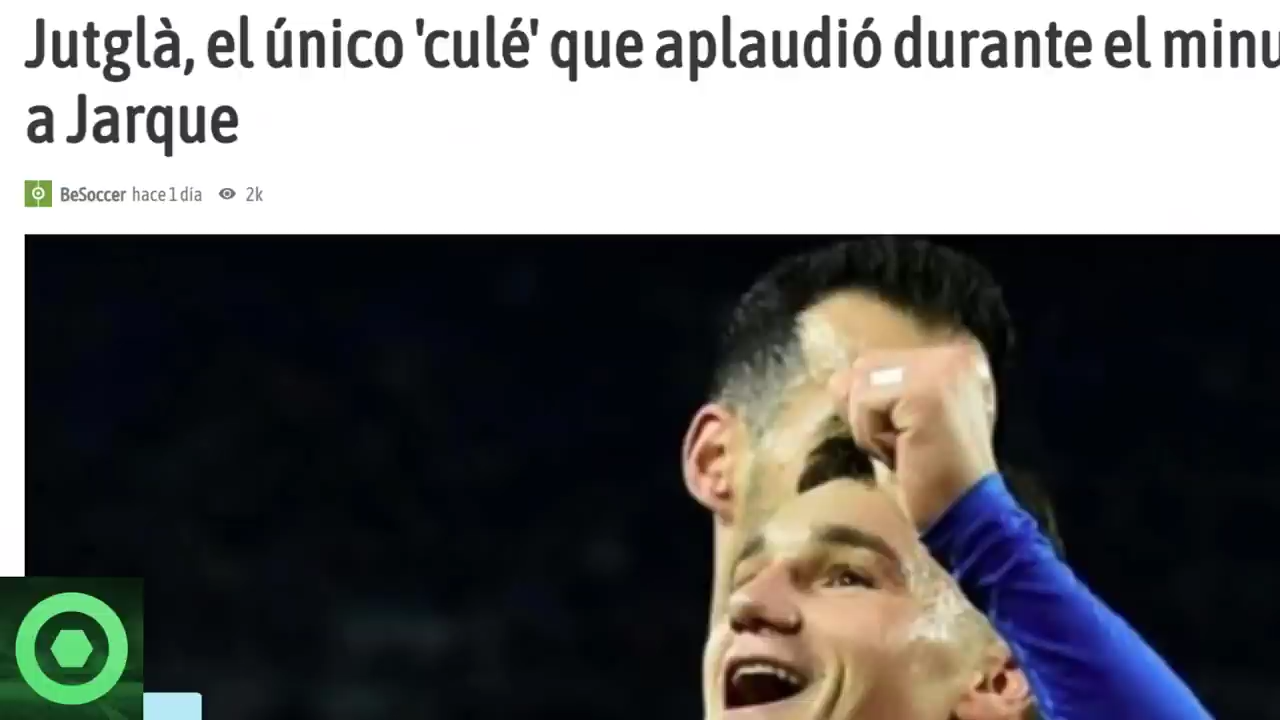 Jutglà, el único 'culé' que aplaudió durante el minu
a Jarque
BeSoccer hace 1 día 2k